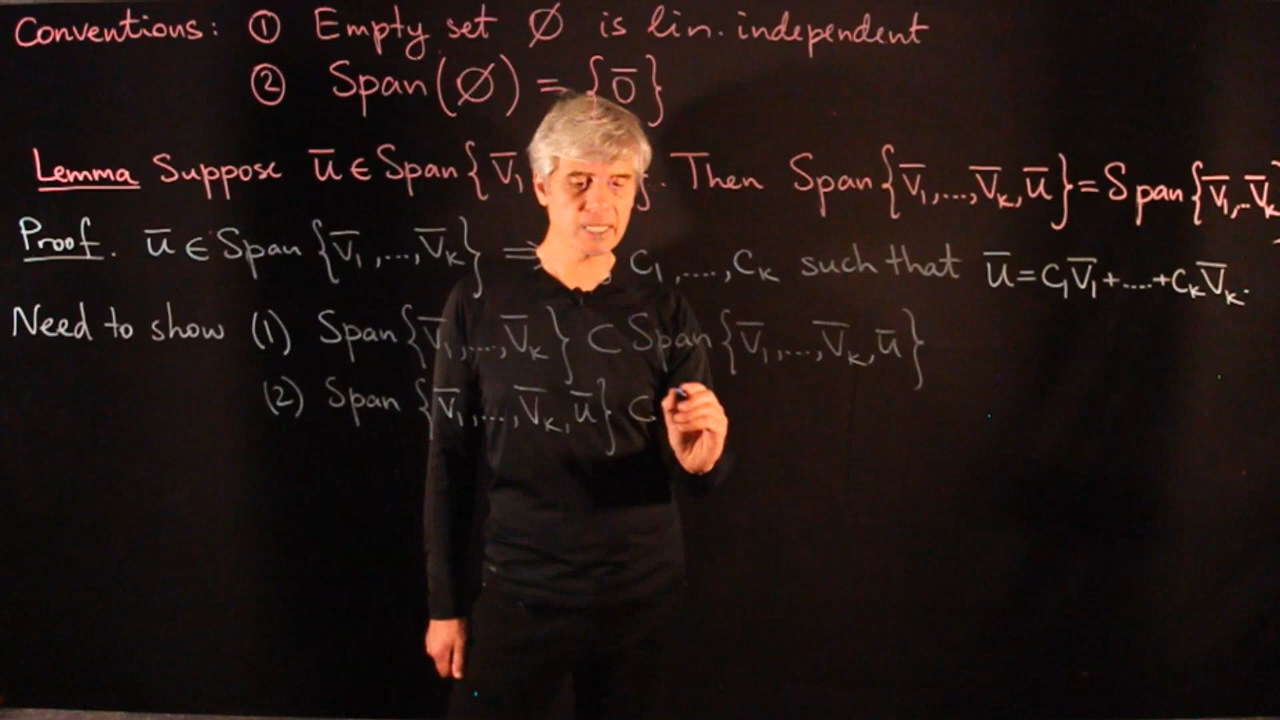 Conventions: ① Empty set ∅ is lin. independent
② Span(∅) = {0̅}
Lemma Suppose u̅ ∈ Span{v̅₁ }. Then Span{v̅₁,...,v̅ₖ,u̅}=Span{v̅₁,..v̅ₖ
Proof. u̅ ∈ Span {v̅₁,...,v̅ₖ} ⇒ c₁,....,cₖ such that u̅=c₁v̅₁+....+cₖv̅ₖ.
Need to show (1) Span{v̅₁,...,v̅ₖ} ⊂ Span{v̅₁,...,v̅ₖ,u̅}
(2) Span {v̅₁,...,v̅ₖ,u̅} ⊂